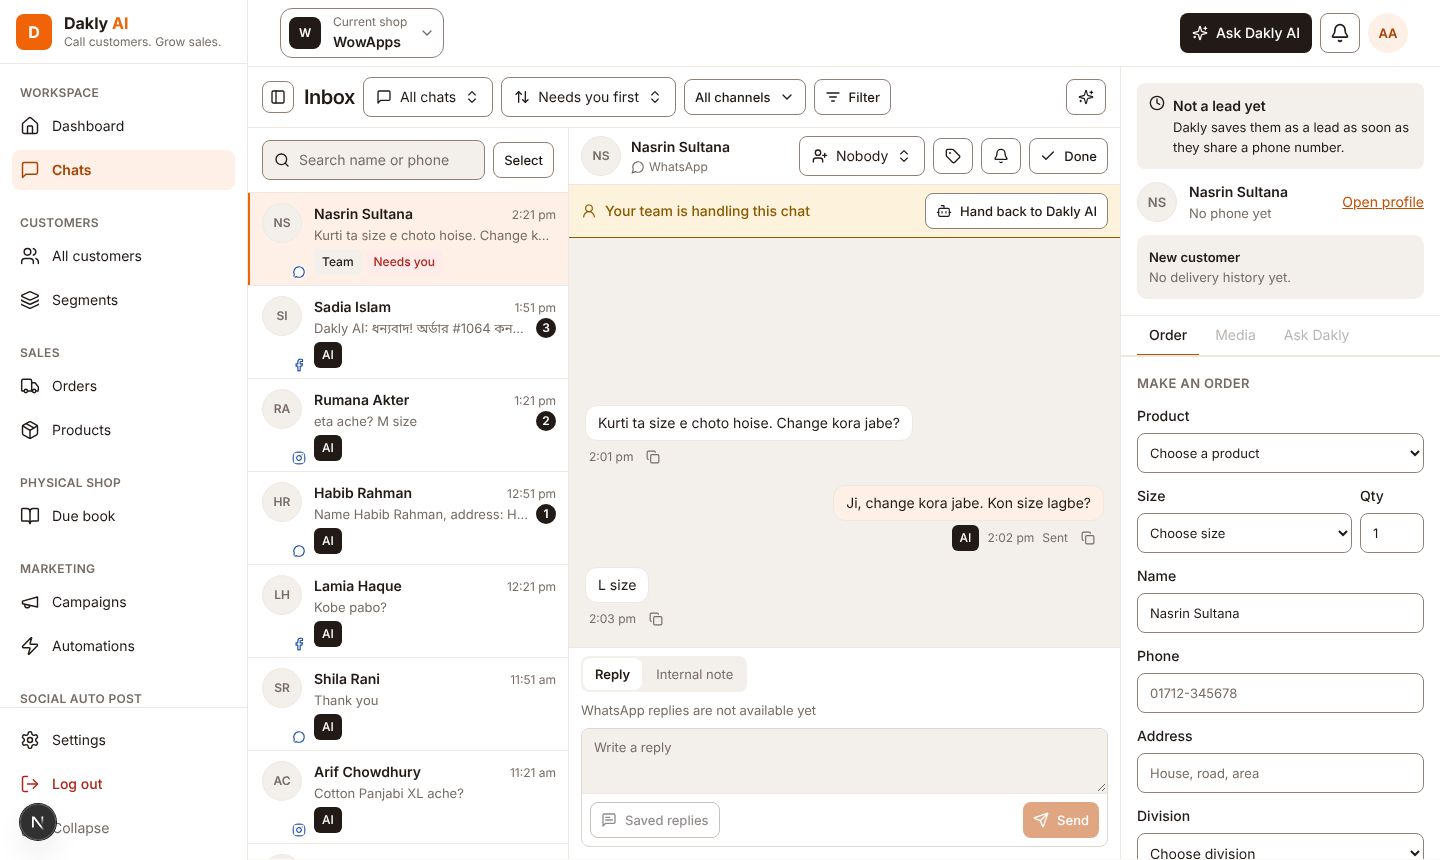 D
Dakly AI
Call customers. Grow sales.
WORKSPACE
Dashboard
Chats
CUSTOMERS
All customers
Segments
SALES
Orders
Products
PHYSICAL SHOP
Due book
MARKETING
Campaigns
Automations
SOCIAL AUTO POST
Settings
Log out
N
Collapse
W
Current shop
WowApps
Ask Dakly AI
AA
Inbox
All chats
Needs you first
All channels
Filter
Search name or phone
Select
NS
Nasrin Sultana
2:21 pm
Kurti ta size e choto hoise. Change k...
Team
Needs you
SI
Sadia Islam
1:51 pm
Dakly AI: ধন্যবাদ! অর্ডার #1064 কন...
3
AI
RA
Rumana Akter
1:21 pm
eta ache? M size
2
AI
HR
Habib Rahman
12:51 pm
Name Habib Rahman, address: H...
1
AI
LH
Lamia Haque
12:21 pm
Kobe pabo?
AI
SR
Shila Rani
11:51 am
Thank you
AI
AC
Arif Chowdhury
11:21 am
Cotton Panjabi XL ache?
AI
NS
Nasrin Sultana
WhatsApp
Nobody
Done
Your team is handling this chat
Hand back to Dakly AI
Kurti ta size e choto hoise. Change kora jabe?
2:01 pm
Ji, change kora jabe. Kon size lagbe?
AI
2:02 pm
Sent
L size
2:03 pm
Reply
Internal note
WhatsApp replies are not available yet
Write a reply
Saved replies
Send
Not a lead yet
Dakly saves them as a lead as soon as
they share a phone number.
NS
Nasrin Sultana
No phone yet
Open profile
New customer
No delivery history yet.
Order
Media
Ask Dakly
MAKE AN ORDER
Product
Choose a product
Size
Qty
Choose size
1
Name
Nasrin Sultana
Phone
01712-345678
Address
House, road, area
Division
Choose division